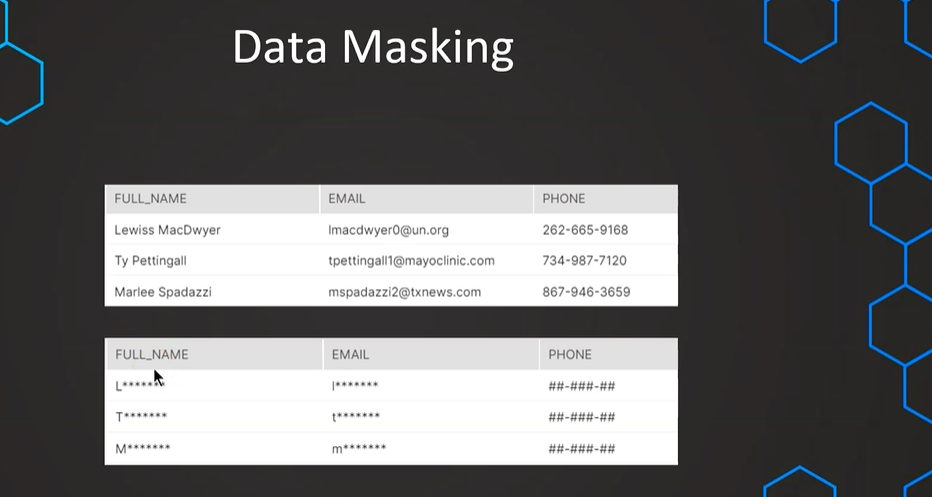 Data Masking
FULL_NAME EMAIL PHONE
Lewiss MacDwyer lmacdwyer0@un.org 262-665-9168
Ty Pettingall tpettingall1@mayoclinic.com 734-987-7120
Marlee Spadazzi mspadazzi2@txnews.com 867-946-3659
FULL_NAME EMAIL PHONE
L******* l******* ##-###-##
T******* t******* ##-###-##
M******* m******* ##-###-##